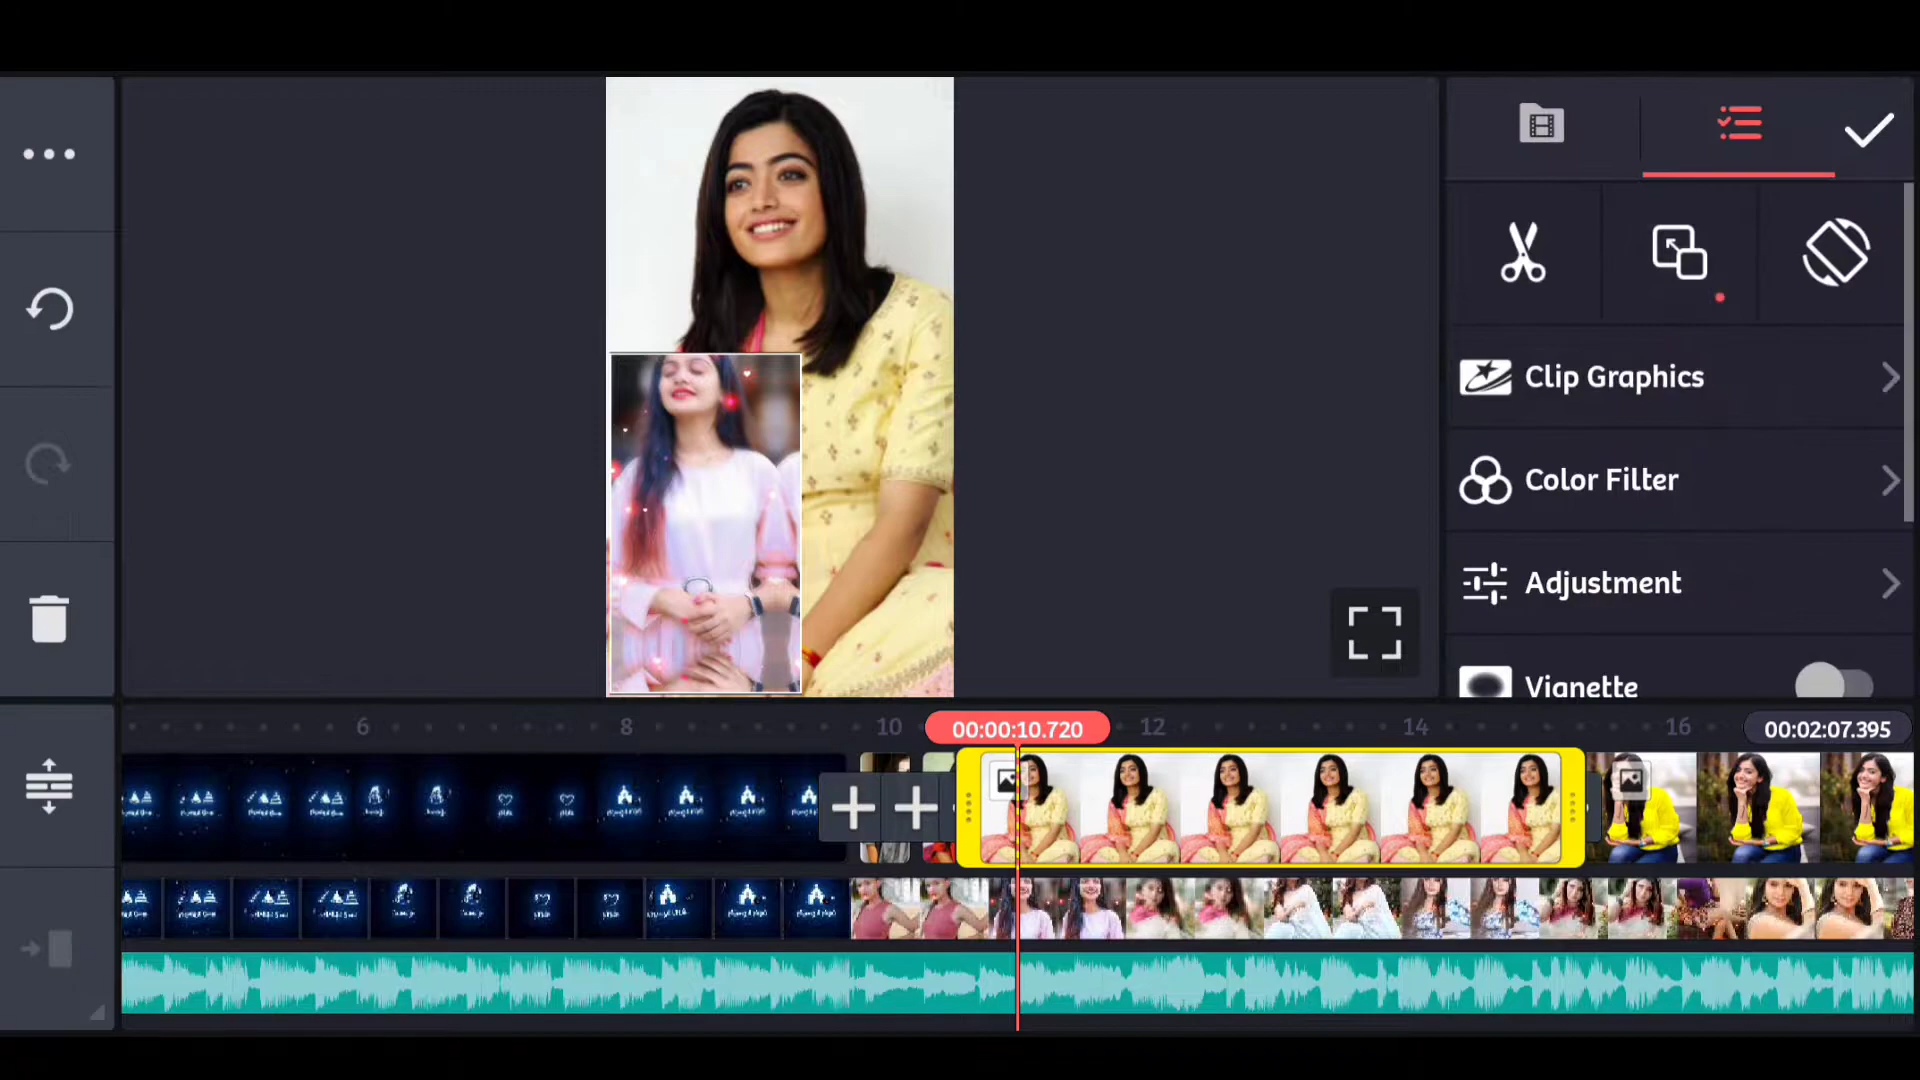 Clip Graphics
Color Filter
Adjustment
Vignette
6
8
10
00:00:10.720
12
14
16
00:02:07.395